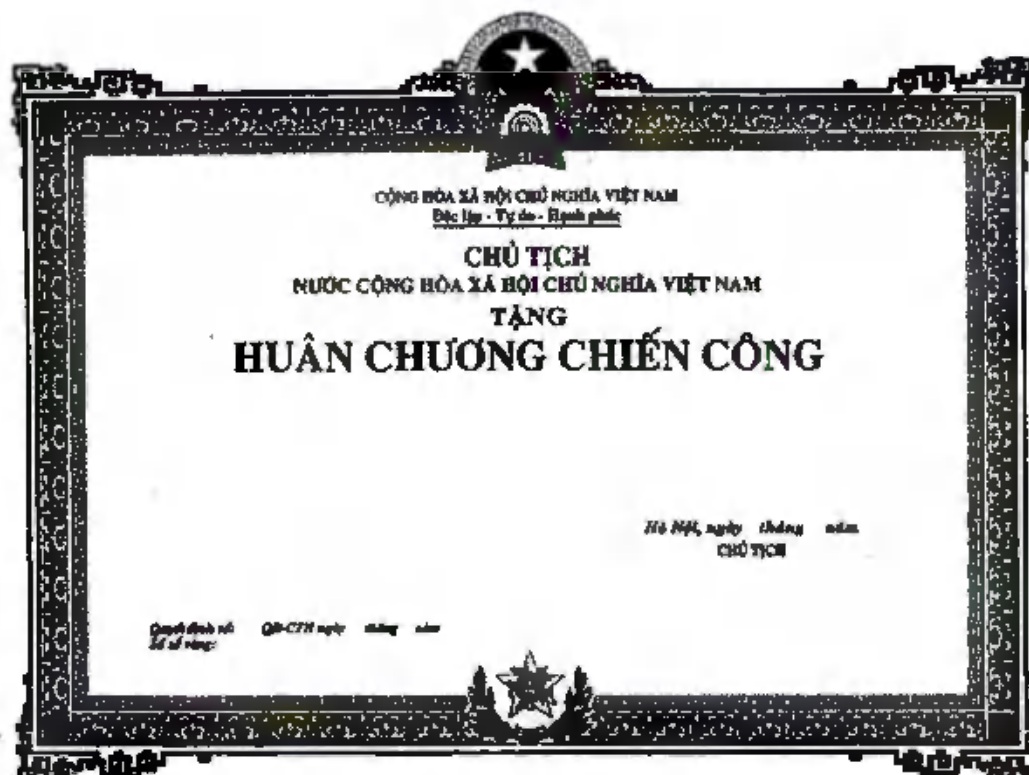 CỘNG HÒA XÃ HỘI CHỦ NGHĨA VIỆT NAM
Độc lập - Tự do - Hạnh phúc
CHỦ TỊCH
NƯỚC CỘNG HÒA XÃ HỘI CHỦ NGHĨA VIỆT NAM
TẶNG
HUÂN CHƯƠNG CHIẾN CÔNG
Hà Nội, ngày tháng năm
CHỦ TỊCH
Quyết định số: QĐ-CTN ngày tháng năm
Số sổ vàng: